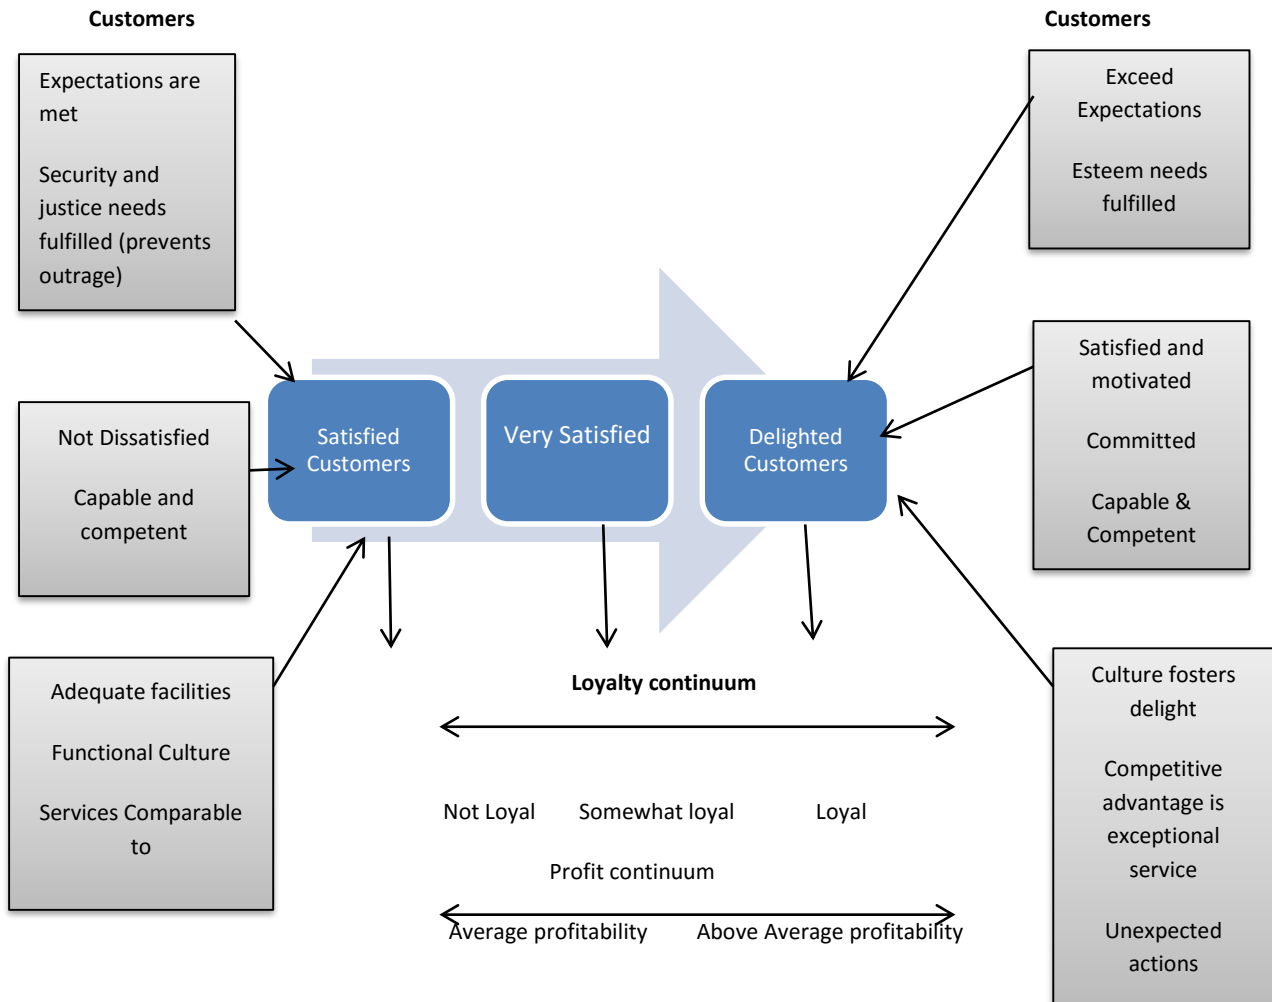 Customers
Expectations are
met
Security and
justice needs
fulfilled (prevents
outrage)
Not Dissatisfied
Capable and
competent
Adequate facilities
Functional Culture
Services Comparable
to
Satisfied
Customers
Very Satisfied
Delighted
Customers
Loyalty continuum
Not Loyal
Somewhat loyal
Loyal
Profit continuum
Average profitability
Above Average profitability
Customers
Exceed
Expectations
Esteem needs
fulfilled
Satisfied and
motivated
Committed
Capable &
Competent
Culture fosters
delight
Competitive
advantage is
exceptional
service
Unexpected
actions